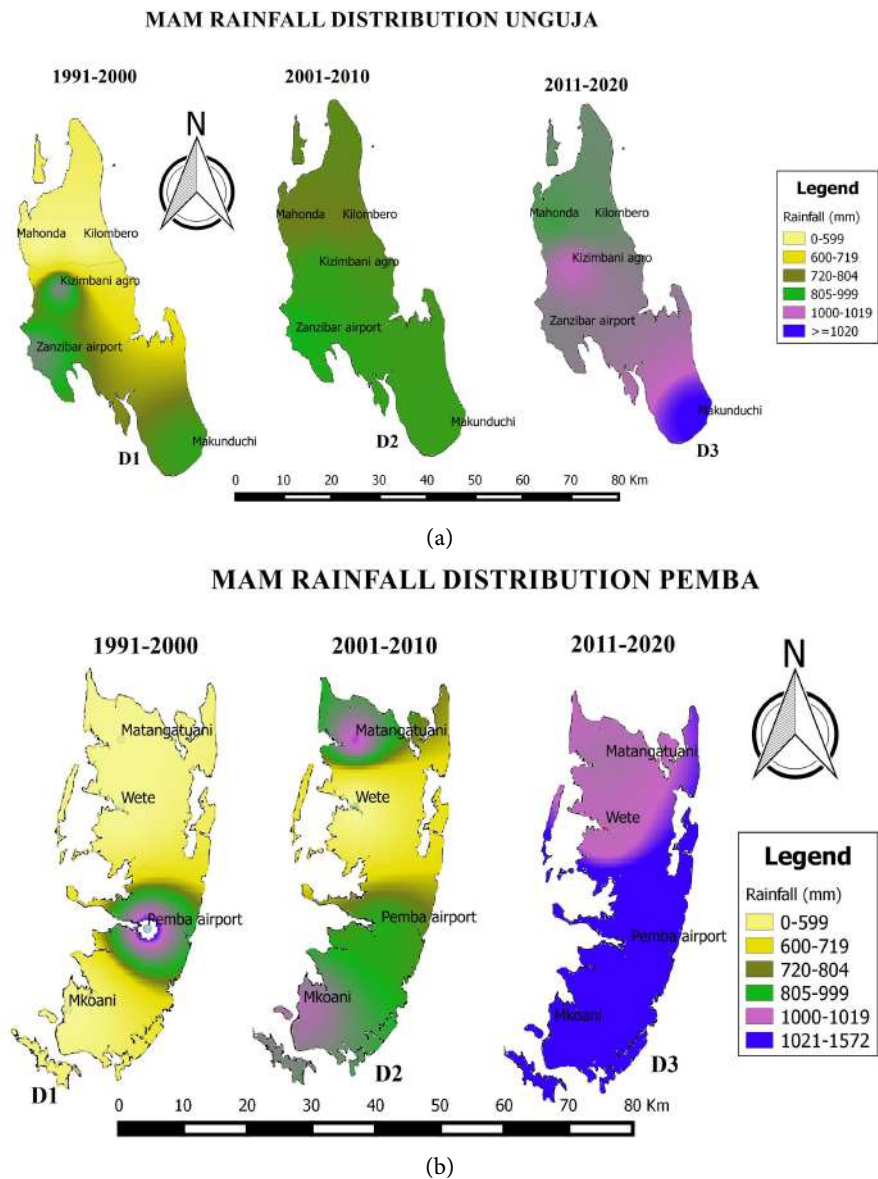 MAM RAINFALL DISTRIBUTION UNGUJA
1991-2000
2001-2010
2011-2020
N
Mahonda
Kilombero
Kizimbani agro
Zanzibar airport
Makunduchi
D1
Mahonda
Kilombero
Kizimbani agro
Zanzibar airport
Makunduchi
D2
Mahonda
Kilombero
Kizimbani agro
Zanzibar airport
Makunduchi
D3
Legend
Rainfall (mm)
0-599
600-719
720-804
805-999
1000-1019
>=1020
0 10 20 30 40 50 60 70 80 Km
(a)
MAM RAINFALL DISTRIBUTION PEMBA
1991-2000
2001-2010
2011-2020
N
Matangatuani
Wete
Pemba airport
Mkoani
D1
Matangatuani
Wete
Pemba airport
Mkoani
D2
Matangatuani
Wete
Pemba airport
Mkoani
D3
Legend
Rainfall (mm)
0-599
600-719
720-804
805-999
1000-1019
1021-1572
0 10 20 30 40 50 60 70 80 Km
(b)